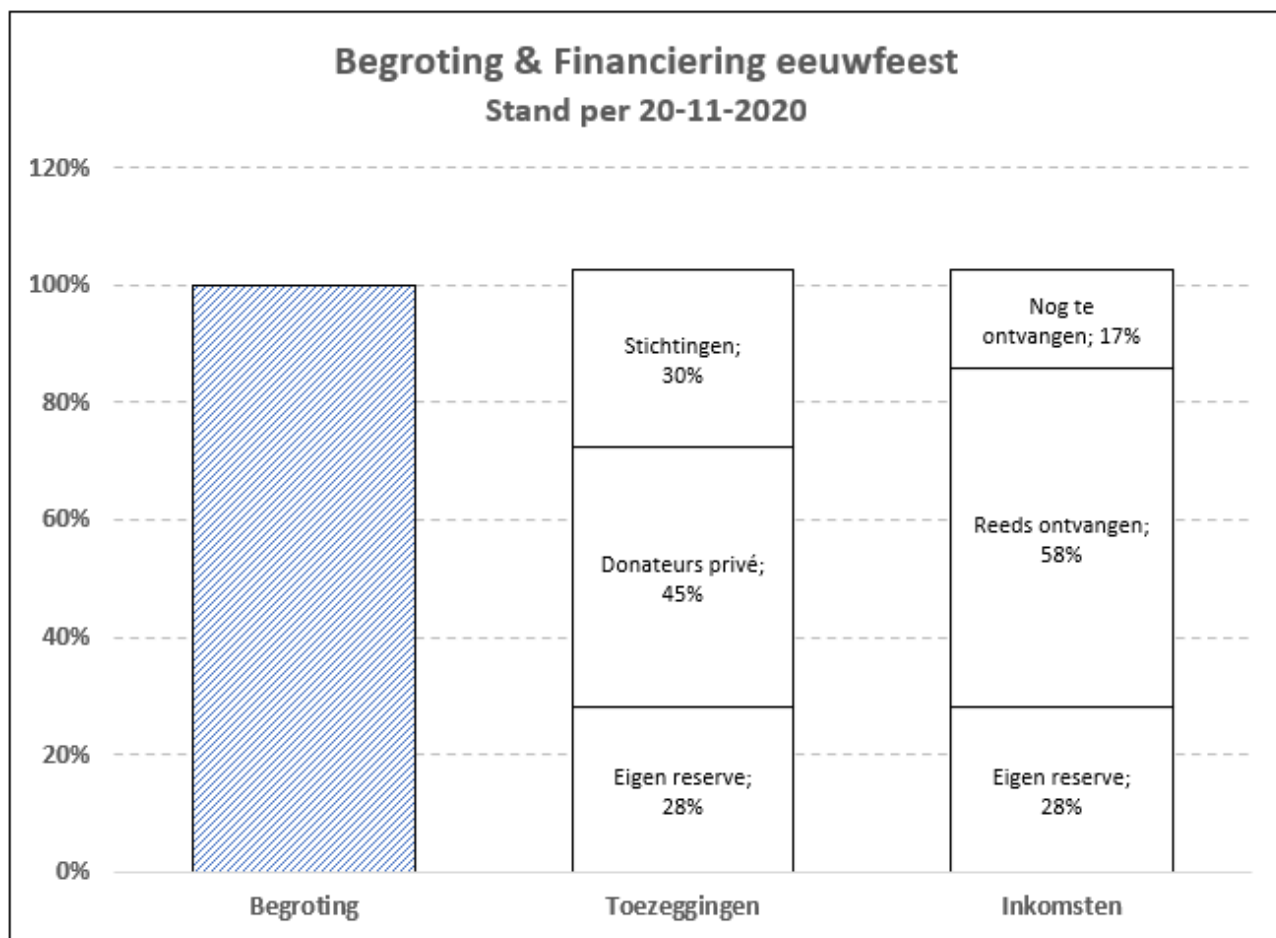 Begroting & Financiering eeuwfeest
Stand per 20-11-2020
120%
100%
80%
60%
40%
20%
0%
Stichtingen;
30%
Donateurs privé;
45%
Eigen reserve;
28%
Nog te
ontvangen; 17%
Reeds ontvangen;
58%
Eigen reserve;
28%
Begroting
Toezeggingen
Inkomsten